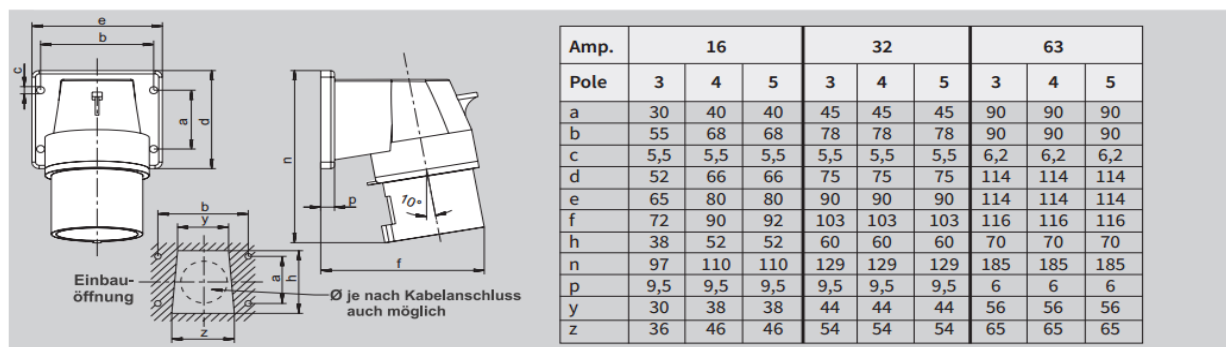 e
b
c
a
d
n
p
10°
f
b
y
a
h
z
Einbau-
öffnung
Ø je nach Kabelanschluss
auch möglich
Amp. 16 32 63
Pole 3 4 5 3 4 5 3 4 5
a 30 40 40 45 45 45 90 90 90
b 55 68 68 78 78 78 90 90 90
c 5,5 5,5 5,5 5,5 5,5 5,5 6,2 6,2 6,2
d 52 66 66 75 75 75 114 114 114
e 65 80 80 90 90 90 114 114 114
f 72 90 92 103 103 103 116 116 116
h 38 52 52 60 60 60 70 70 70
n 97 110 110 129 129 129 185 185 185
p 9,5 9,5 9,5 9,5 9,5 9,5 6 6 6
y 30 38 38 44 44 44 56 56 56
z 36 46 46 54 54 54 65 65 65